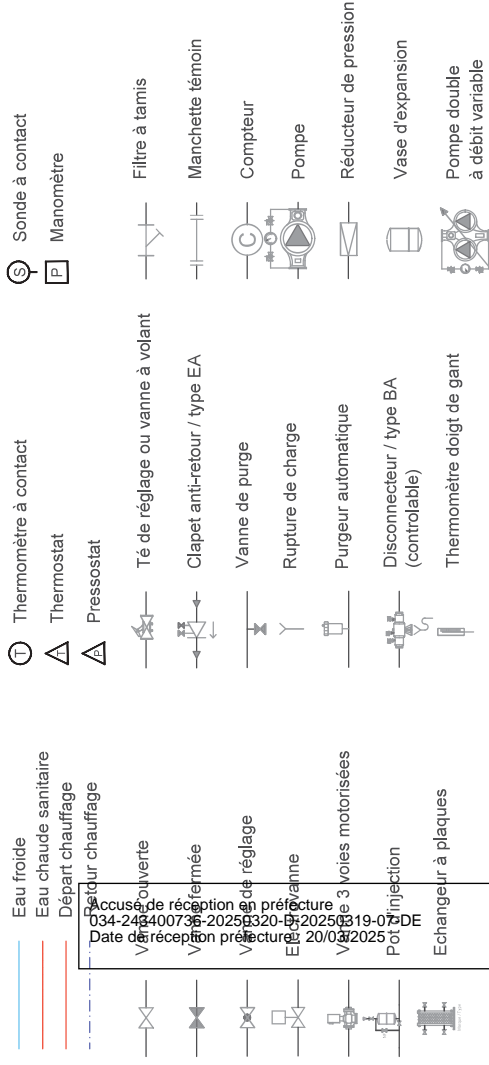 Eau froide
Eau chaude sanitaire
Départ chauffage
Retour chauffage
Vanne ouverte
Vanne fermée
Vanne de réglage
Electrovanne
Vanne 3 voies motorisées
Pot d'injection
Echangeur à plaques
Accusé de réception en préfecture
034-243400736-20250320-D-20250319-07-DE
Date de réception préfecture : 20/03/2025
T
Thermomètre à contact
T
Thermostat
P
Pressostat
Té de réglage ou vanne à volant
Clapet anti-retour / type EA
Vanne de purge
Rupture de charge
Purgeur automatique
Disconnecteur / type BA
(controlable)
Thermomètre doigt de gant
S
Sonde à contact
P
Manomètre
Filtre à tamis
Manchette témoin
C
Compteur
Pompe
Réducteur de pression
Vase d'expansion
Pompe double
à débit variable